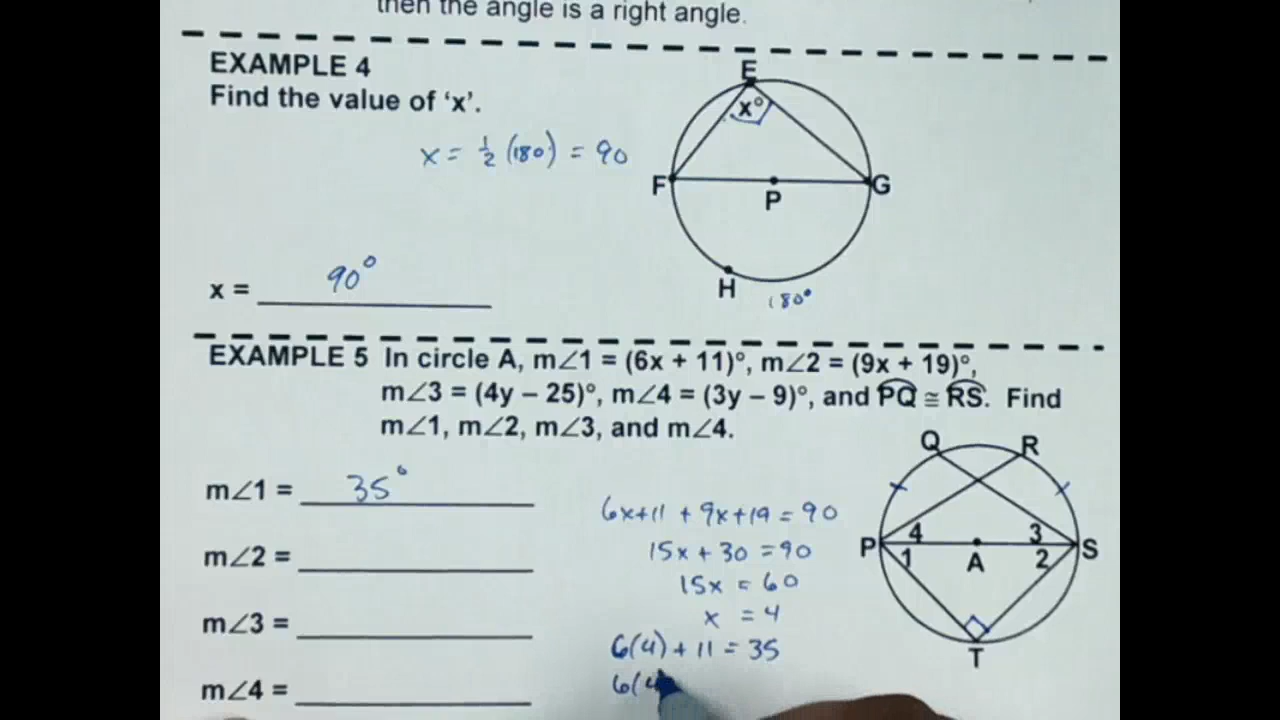 then the angle is a right angle.
EXAMPLE 4
Find the value of ‘x’.
x = 1/2 (180) = 90
x = 90°
E
x°
F
G
P
H
180°
EXAMPLE 5 In circle A, m∠1 = (6x + 11)°, m∠2 = (9x + 19)°,
m∠3 = (4y – 25)°, m∠4 = (3y – 9)°, and PQ ≅ RS. Find
m∠1, m∠2, m∠3, and m∠4.
m∠1 = 35°
m∠2 =
m∠3 =
m∠4 =
6x+11 + 9x+19 = 90
15x + 30 = 90
15x = 60
x = 4
6(4) + 11 = 35
6(4
Q R
P 4 3 S
1 A 2
T